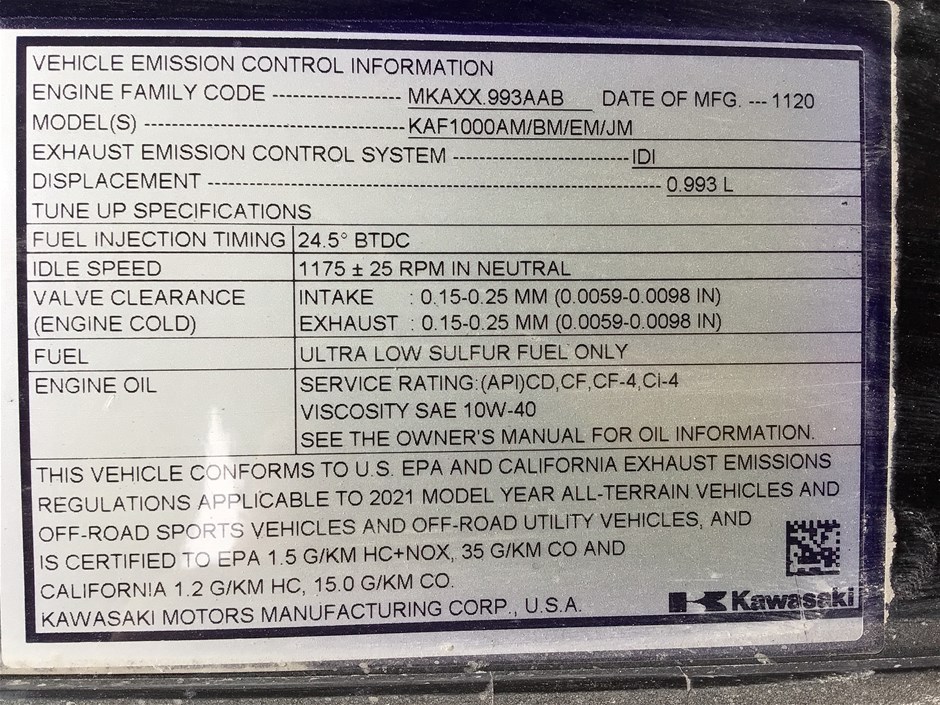 VEHICLE EMISSION CONTROL INFORMATION
ENGINE FAMILY CODE ------------------ MKAXX.993AAB DATE OF MFG. --- 1120
MODEL(S) ------------------------------------ KAF1000AM/BM/EM/JM
EXHAUST EMISSION CONTROL SYSTEM ------------------------ IDI
DISPLACEMENT -------------------------------------------------------------- 0.993 L
TUNE UP SPECIFICATIONS
FUEL INJECTION TIMING 24.5° BTDC
IDLE SPEED 1175 ± 25 RPM IN NEUTRAL
VALVE CLEARANCE INTAKE : 0.15-0.25 MM (0.0059-0.0098 IN)
(ENGINE COLD) EXHAUST : 0.15-0.25 MM (0.0059-0.0098 IN)
FUEL ULTRA LOW SULFUR FUEL ONLY
ENGINE OIL SERVICE RATING:(API)CD,CF,CF-4,Ci-4
VISCOSITY SAE 10W-40
SEE THE OWNER'S MANUAL FOR OIL INFORMATION.
THIS VEHICLE CONFORMS TO U.S. EPA AND CALIFORNIA EXHAUST EMISSIONS
REGULATIONS APPLICABLE TO 2021 MODEL YEAR ALL-TERRAIN VEHICLES AND
OFF-ROAD SPORTS VEHICLES AND OFF-ROAD UTILITY VEHICLES, AND
IS CERTIFIED TO EPA 1.5 G/KM HC+NOX, 35 G/KM CO AND
CALIFORNIA 1.2 G/KM HC, 15.0 G/KM CO.
KAWASAKI MOTORS MANUFACTURING CORP., U.S.A.
Kawasaki